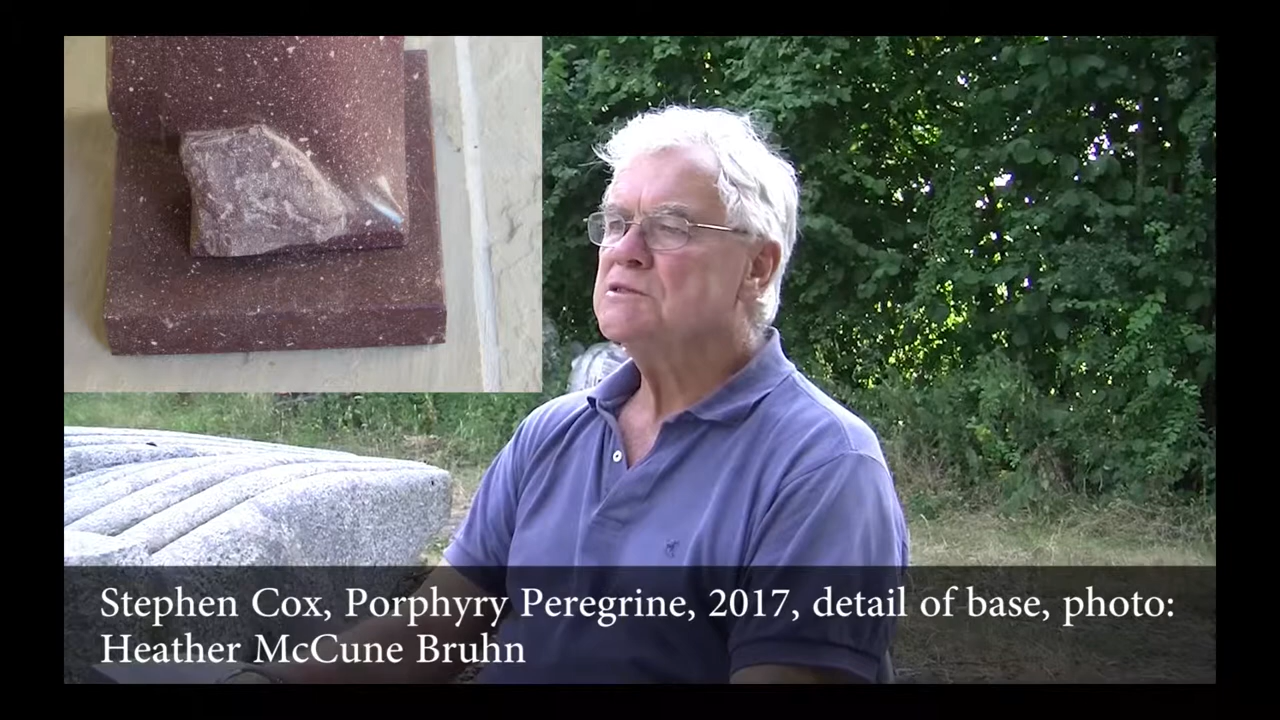 Stephen Cox, Porphyry Peregrine, 2017, detail of base, photo:
Heather McCune Bruhn